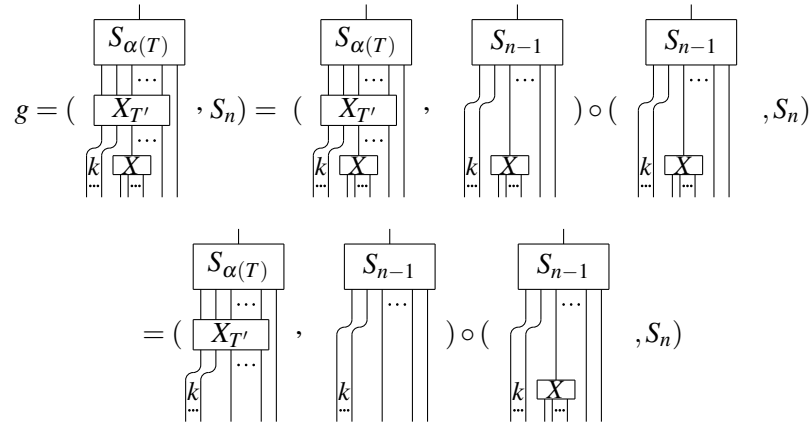 S_{α(T)} S_{α(T)} S_{n−1} S_{n−1}
... ... ... ...
g = ( X_{T′} , S_n) = ( X_{T′} , ) ∘ ( , S_n)
... ...
k X k X k X k X
... ... ... ... ... ... ... ...
S_{α(T)} S_{n−1} S_{n−1}
... ... ...
= ( X_{T′} , ) ∘ ( , S_n)
...
k k k X
... ... ... ...